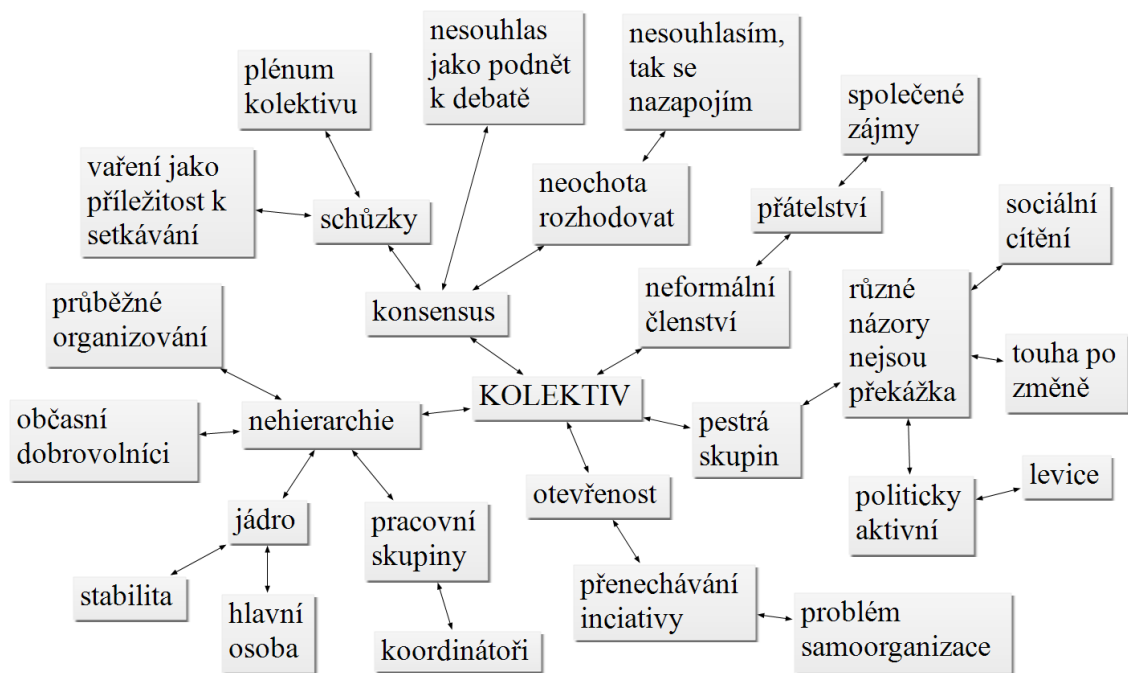 nesouhlas
jako podnět
k debatě
nesouhlasím,
tak se
nazapojím
plénum
kolektivu
společené
zájmy
vaření jako
příležitost k
setkávání
schůzky
neochota
rozhodovat
přátelství
sociální
cítění
průběžné
organizování
konsensus
neformální
členství
různé
názory
nejsou
překážka
touha po
změně
KOLEKTIV
občasní
dobrovolníci
nehierarchie
pestrá
skupin
otevřenost
politicky
aktivní
levice
jádro
pracovní
skupiny
stabilita
hlavní
osoba
koordinátoři
přenechávání
inciativy
problém
samoorganizace